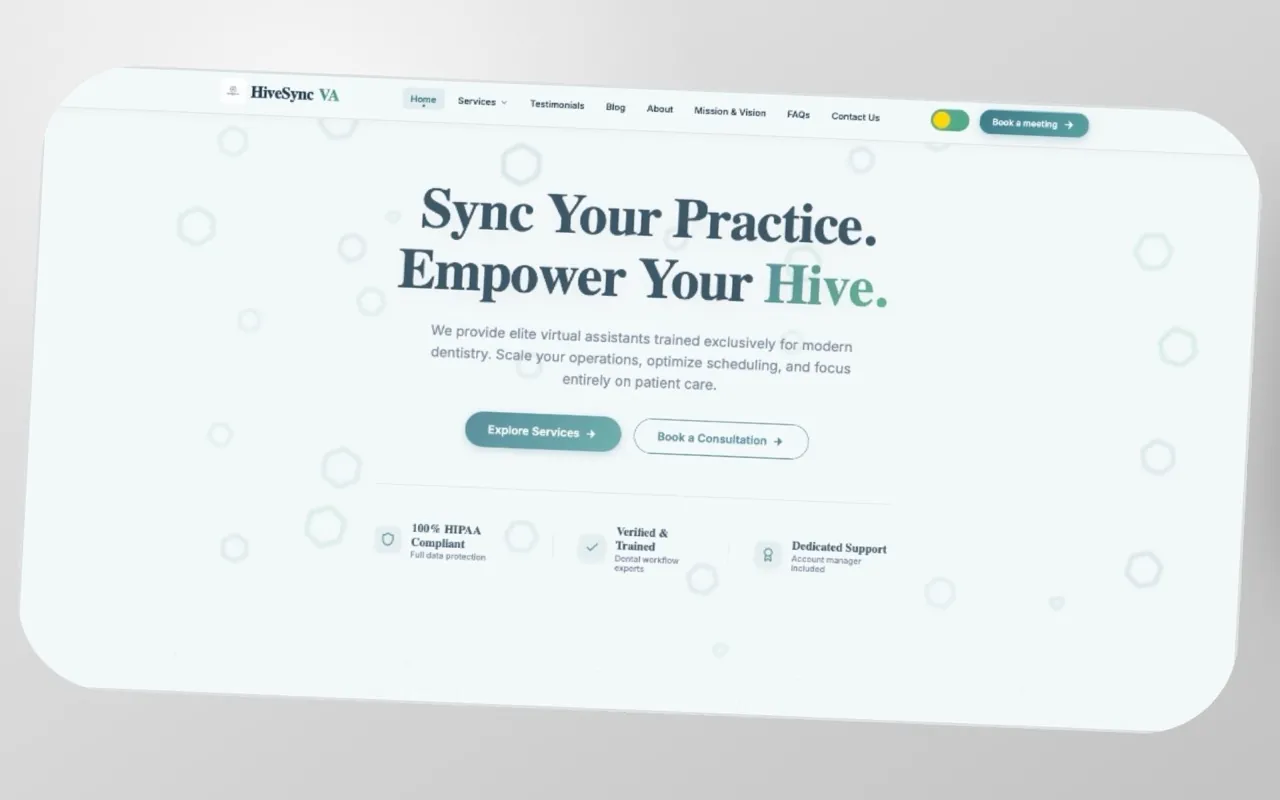 HiveSync VA
Home
Services
Testimonials
Blog
About
Mission & Vision
FAQs
Contact Us
Book a meeting →
Sync Your Practice.
Empower Your Hive.
We provide elite virtual assistants trained exclusively for modern
dentistry. Scale your operations, optimize scheduling, and focus
entirely on patient care.
Explore Services →
Book a Consultation →
100% HIPAA
Compliant
Full data protection
Verified &
Trained
Dental workflow
experts
Dedicated Support
Account manager
included